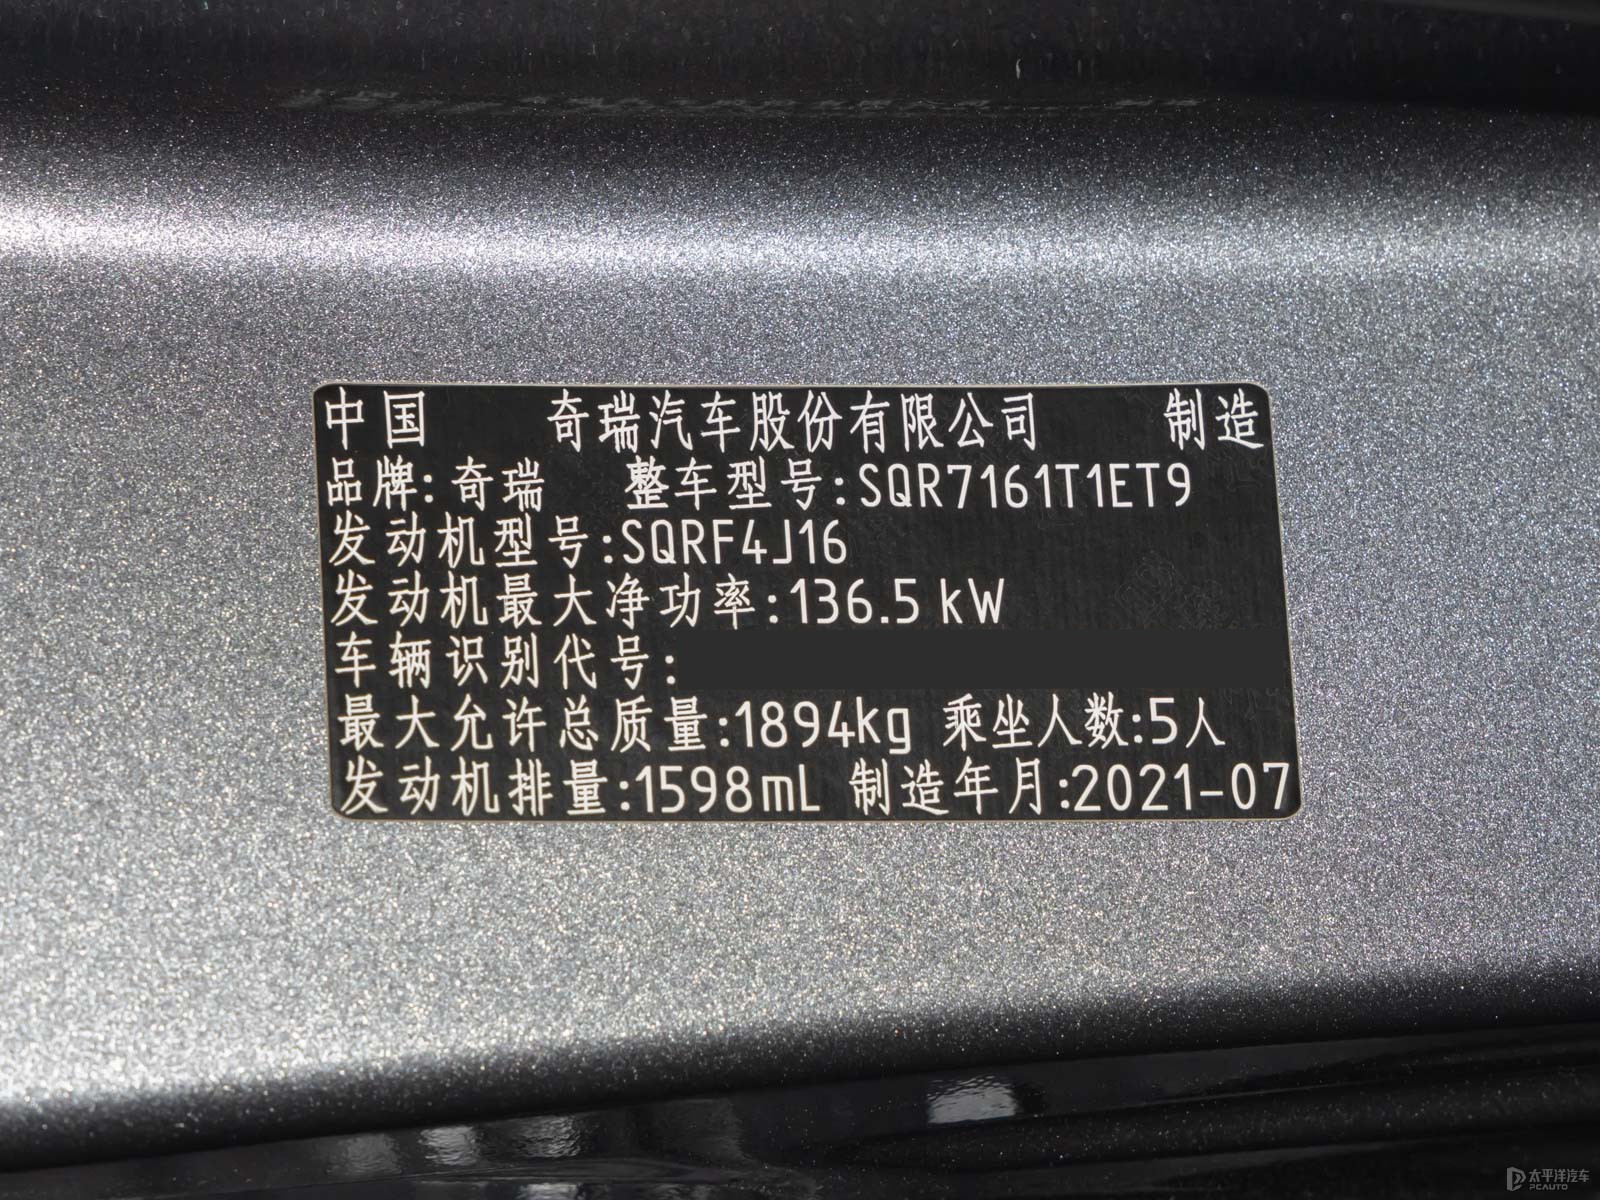 中国 奇瑞汽车股份有限公司 制造
品牌:奇瑞 整车型号:SQR7161T1ET9
发动机型号:SQRF4J16
发动机最大净功率:136.5kW
车辆识别代号:
最大允许总质量:1894kg 乘坐人数:5人
发动机排量:1598mL 制造年月:2021-07
太平洋汽车
PCAUTO